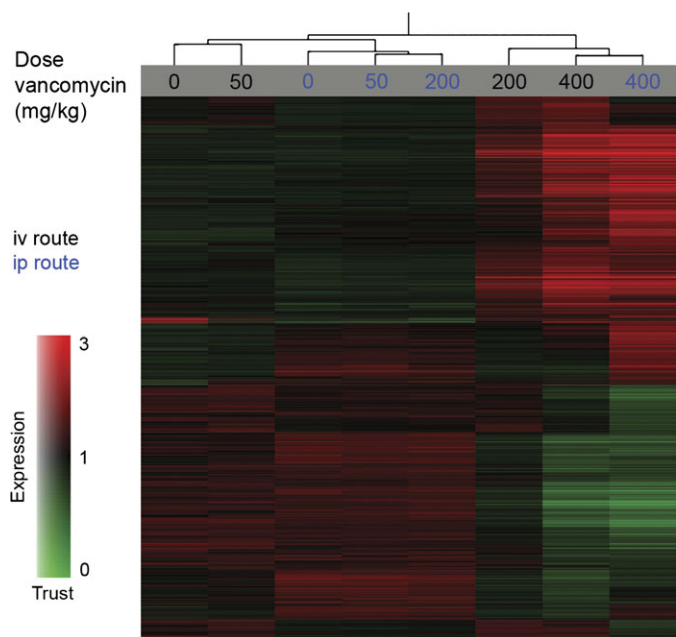 Dose
vancomycin
(mg/kg)
0 50 0 50 200 200 400 400
iv route
ip route
3
1
0
Expression
Trust